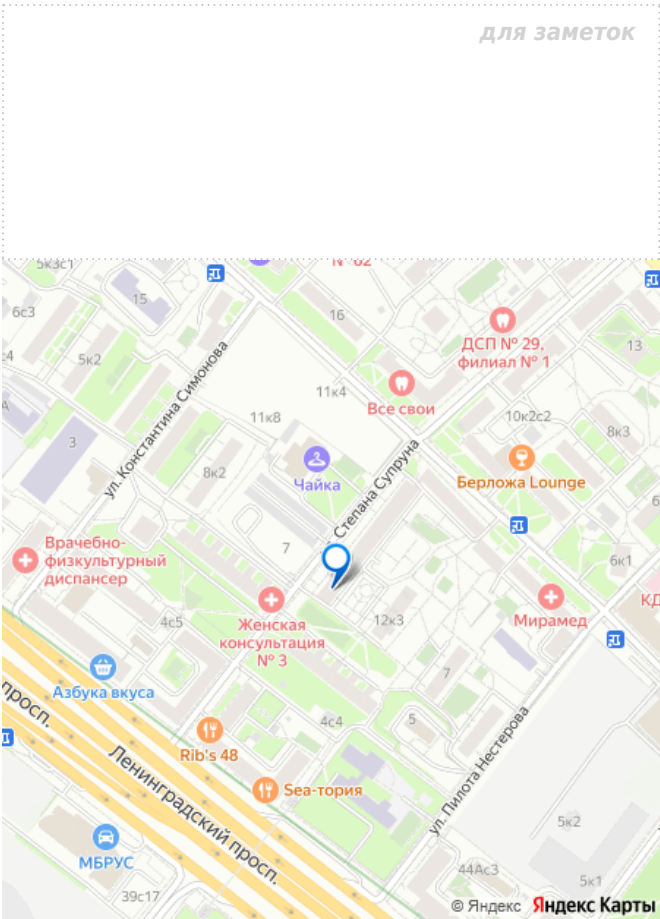 для заметок
5к3с1
№ 62
6с3
15
16
ДСП № 29,
филиал № 1
13
с4
5к2
ул. Константина Симонова
11к4
Все свои
11к8
10к2с2
8к3
А
3
8к2
Чайка
Степана Супруна
Берложа Lounge
6
Врачебно-
физкультурный
диспансер
7
6к1
Женская
консультация
№ 3
12к3
Мирамед
КД
4с5
Азбука вкуса
7
просп.
4с4
5
Rib's 48
Ленинградский просп.
Sea-тория
ул. Пилота Нестерова
МБРУС
5к2
39с17
44Ас3
5к1
© Яндекс Яндекс Карты